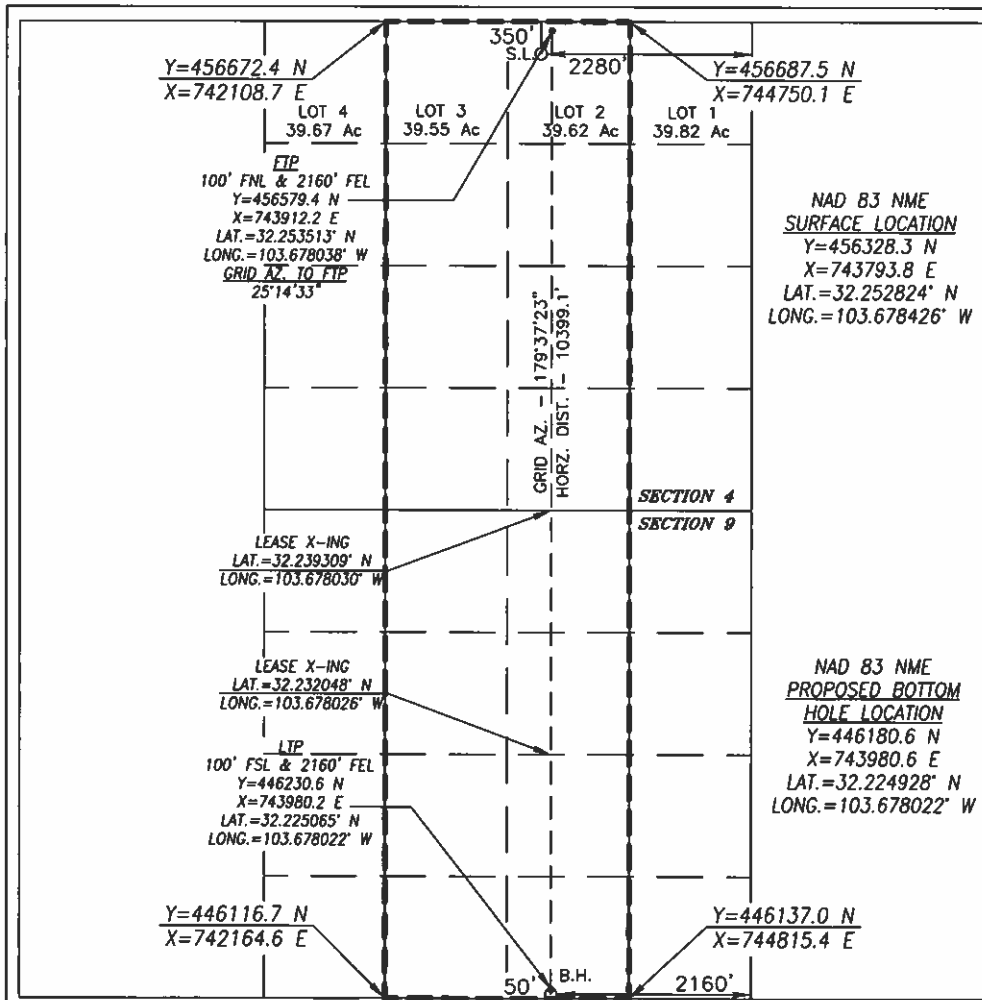 350'
S.L.
2280'
Y=456672.4 N
X=742108.7 E
Y=456687.5 N
X=744750.1 E
LOT 4
39.67 Ac
LOT 3
39.55 Ac
LOT 2
39.62 Ac
LOT 1
39.82 Ac
FTP
100' FNL & 2160' FEL
Y=456579.4 N
X=743912.2 E
LAT.=32.253513° N
LONG.=103.678038° W
GRID AZ. TO FTP
25°14'33"
NAD 83 NME
SURFACE LOCATION
Y=456328.3 N
X=743793.8 E
LAT.=32.252824° N
LONG.=103.678426° W
GRID AZ. - 179°37'23"
HORZ. DIST. - 10399.1'
SECTION 4
SECTION 9
LEASE X-ING
LAT.=32.239309° N
LONG.=103.678030° W
LEASE X-ING
LAT.=32.232048° N
LONG.=103.678026° W
LTP
100' FSL & 2160' FEL
Y=446230.6 N
X=743980.2 E
LAT.=32.225065° N
LONG.=103.678022° W
NAD 83 NME
PROPOSED BOTTOM
HOLE LOCATION
Y=446180.6 N
X=743980.6 E
LAT.=32.224928° N
LONG.=103.678022° W
Y=446116.7 N
X=742164.6 E
Y=446137.0 N
X=744815.4 E
50'
B.H.
2160'